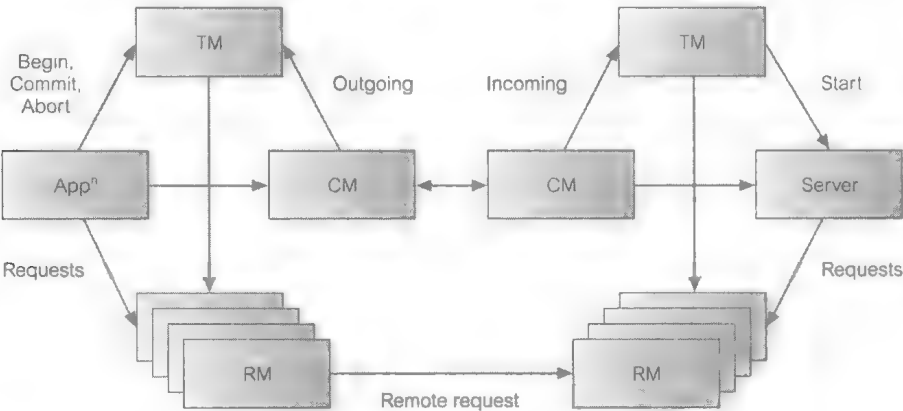 TM
TM
Begin,
Commit,
Abort
Outgoing
Incoming
Start
Appⁿ
CM
CM
Server
Requests
Requests
RM
RM
Remote request